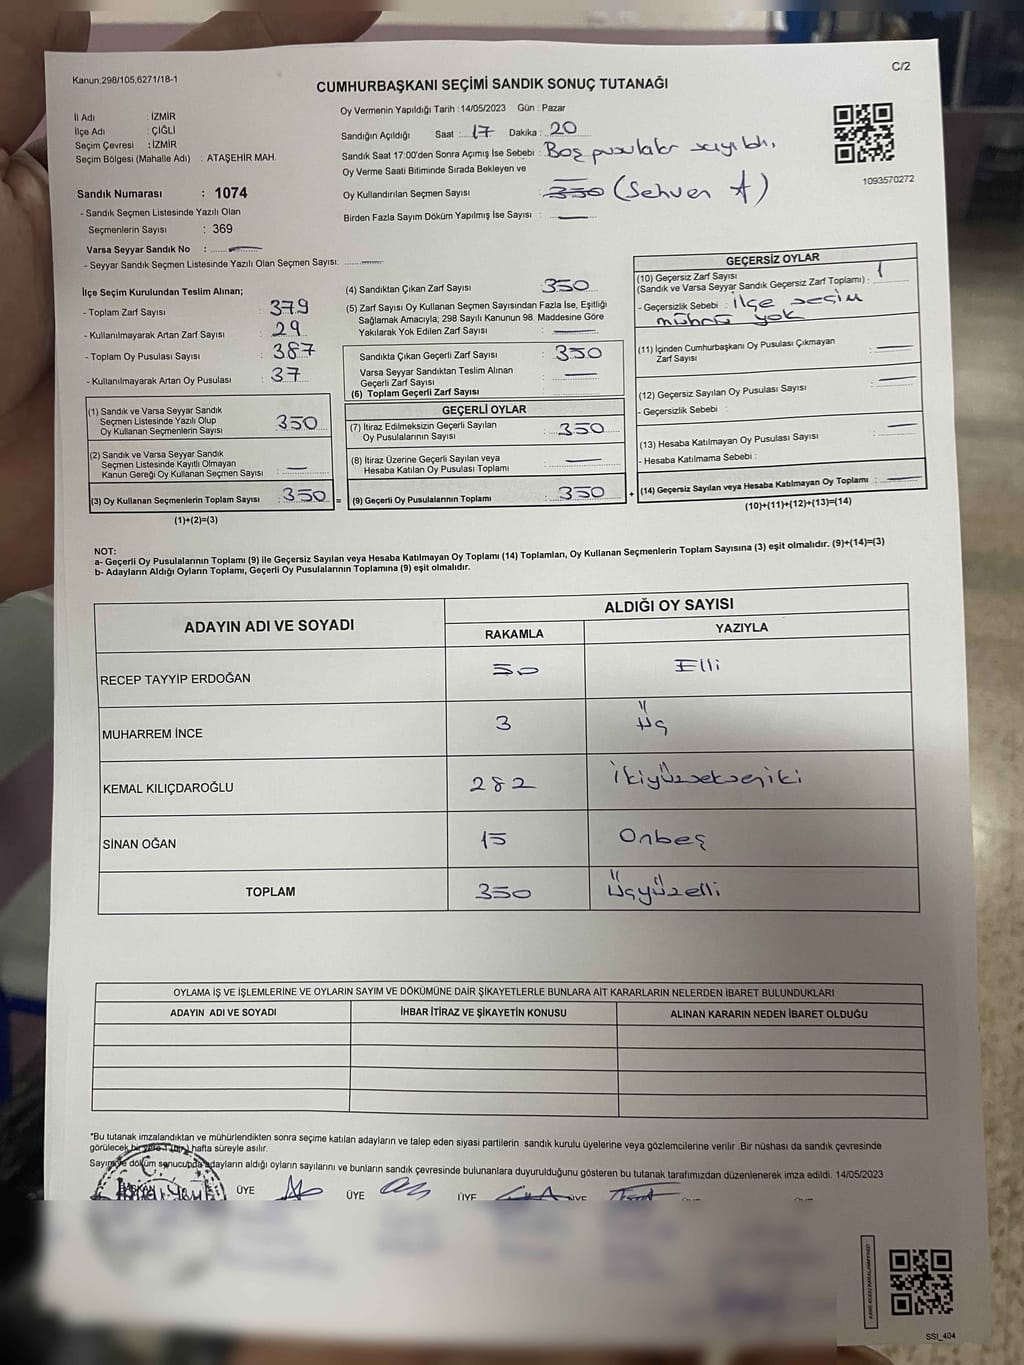 Kanun,298/105,6271/18-1
C/2
CUMHURBAŞKANI SEÇİMİ SANDIK SONUÇ TUTANAĞI
Oy Vermenin Yapıldığı Tarih :14/05/2023 Gün : Pazar
İl Adı : İZMİR
İlçe Adı : ÇİĞLİ
Seçim Çevresi : İZMİR
Seçim Bölgesi (Mahalle Adı) : ATAŞEHİR MAH.
Sandık Numarası : 1074
- Sandık Seçmen Listesinde Yazılı Olan
Seçmenlerin Sayısı : 369
Varsa Seyyar Sandık No :
- Seyyar Sandık Seçmen Listesinde Yazılı Olan Seçmen Sayısı:
Sandığın Açıldığı Saat : 17 Dakika : 20
Sandık Saat 17:00'den Sonra Açımış İse Sebebi : Boş pusulalar sayıldı.
Oy Verme Saati Bitiminde Sırada Bekleyen ve
Oy Kullandırılan Seçmen Sayısı : 350 (Sehven A)
Birden Fazla Sayım Döküm Yapılmış İse Sayısı :
1093570272
İlçe Seçim Kurulundan Teslim Alınan;
- Toplam Zarf Sayısı : 379
- Kullanılmayarak Artan Zarf Sayısı : 29
- Toplam Oy Pusulası Sayısı : 387
- Kullanılmayarak Artan Oy Pusulası : 37
(1) Sandık ve Varsa Seyyar Sandık
Seçmen Listesinde Yazılı Olup
Oy Kullanan Seçmenlerin Sayısı : 350
(2) Sandık ve Varsa Seyyar Sandık
Seçmen Listesinde Kayıtlı Olmayan
Kanun Gereği Oy Kullanan Seçmen Sayısı :
(3) Oy Kullanan Seçmenlerin Toplam Sayısı : 350 =
(1)+(2)=(3)
(4) Sandıktan Çıkan Zarf Sayısı : 350
(5) Zarf Sayısı Oy Kullanan Seçmen Sayısından Fazla İse, Eşitliği
Sağlamak Amacıyla; 298 Sayılı Kanunun 98. Maddesine Göre
Yakılarak Yok Edilen Zarf Sayısı :
Sandıkta Çıkan Geçerli Zarf Sayısı : 350
Varsa Seyyar Sandıktan Teslim Alınan
Geçerli Zarf Sayısı :
(6) Toplam Geçerli Zarf Sayısı
GEÇERLİ OYLAR
(7) İtiraz Edilmeksizin Geçerli Sayılan
Oy Pusulalarının Sayısı : 350
(8) İtiraz Üzerine Geçerli Sayılan veya
Hesaba Katılan Oy Pusulası Toplamı :
(9) Geçerli Oy Pusulalarının Toplamı : 350 +
GEÇERSİZ OYLAR
(10) Geçersiz Zarf Sayısı
(Sandık ve Varsa Seyyar Sandık Geçersiz Zarf Toplamı) : 1
- Geçersizlik Sebebi : ilçe seçim
mührü yok
(11) İçinden Cumhurbaşkanı Oy Pusulası Çıkmayan
Zarf Sayısı :
(12) Geçersiz Sayılan Oy Pusulası Sayısı :
- Geçersizlik Sebebi :
(13) Hesaba Katılmayan Oy Pusulası Sayısı :
- Hesaba Katılmama Sebebi :
(14) Geçersiz Sayılan veya Hesaba Katılmayan Oy Toplamı :
(10)+(11)+(12)+(13)=(14)
NOT:
a- Geçerli Oy Pusulalarının Toplamı (9) ile Geçersiz Sayılan veya Hesaba Katılmayan Oy Toplamı (14) Toplamları, Oy Kullanan Seçmenlerin Toplam Sayısına (3) eşit olmalıdır. (9)+(14)=(3)
b- Adayların Aldığı Oyların Toplamı, Geçerli Oy Pusulalarının Toplamına (9) eşit olmalıdır.
ADAYIN ADI VE SOYADI ALDIĞI OY SAYISI
RAKAMLA YAZIYLA
RECEP TAYYİP ERDOĞAN 50 Elli
MUHARREM İNCE 3 Üç
KEMAL KILIÇDAROĞLU 282 ikiyüzsekseniki
SİNAN OĞAN 15 Onbeş
TOPLAM 350 Üçyüzelli
OYLAMA İŞ VE İŞLEMLERİNE VE OYLARIN SAYIM VE DÖKÜMÜNE DAİR ŞİKAYETLERLE BUNLARA AİT KARARLARIN NELERDEN İBARET BULUNDUKLARI
ADAYIN ADI VE SOYADI İHBAR İTİRAZ VE ŞİKAYETİN KONUSU ALINAN KARARIN NEDEN İBARET OLDUĞU
*Bu tutanak imzalandıktan ve mühürlendikten sonra seçime katılan adayların ve talep eden siyasi partilerin sandık kurulu üyelerine veya gözlemcilerine verilir .Bir nüshası da sandık çevresinde
görülecek bir yere 1 (bir) hafta süreyle asılır.
Sayım ve döküm sonucunda adayların aldığı oyların sayılarını ve bunların sandık çevresinde bulunanlara duyurulduğunu gösteren bu tutanak tarafımızdan düzenlenerek imza edildi. 14/05/2023
BAŞKAN ÜYE ÜYE ÜYE ÜYE
SSI_404